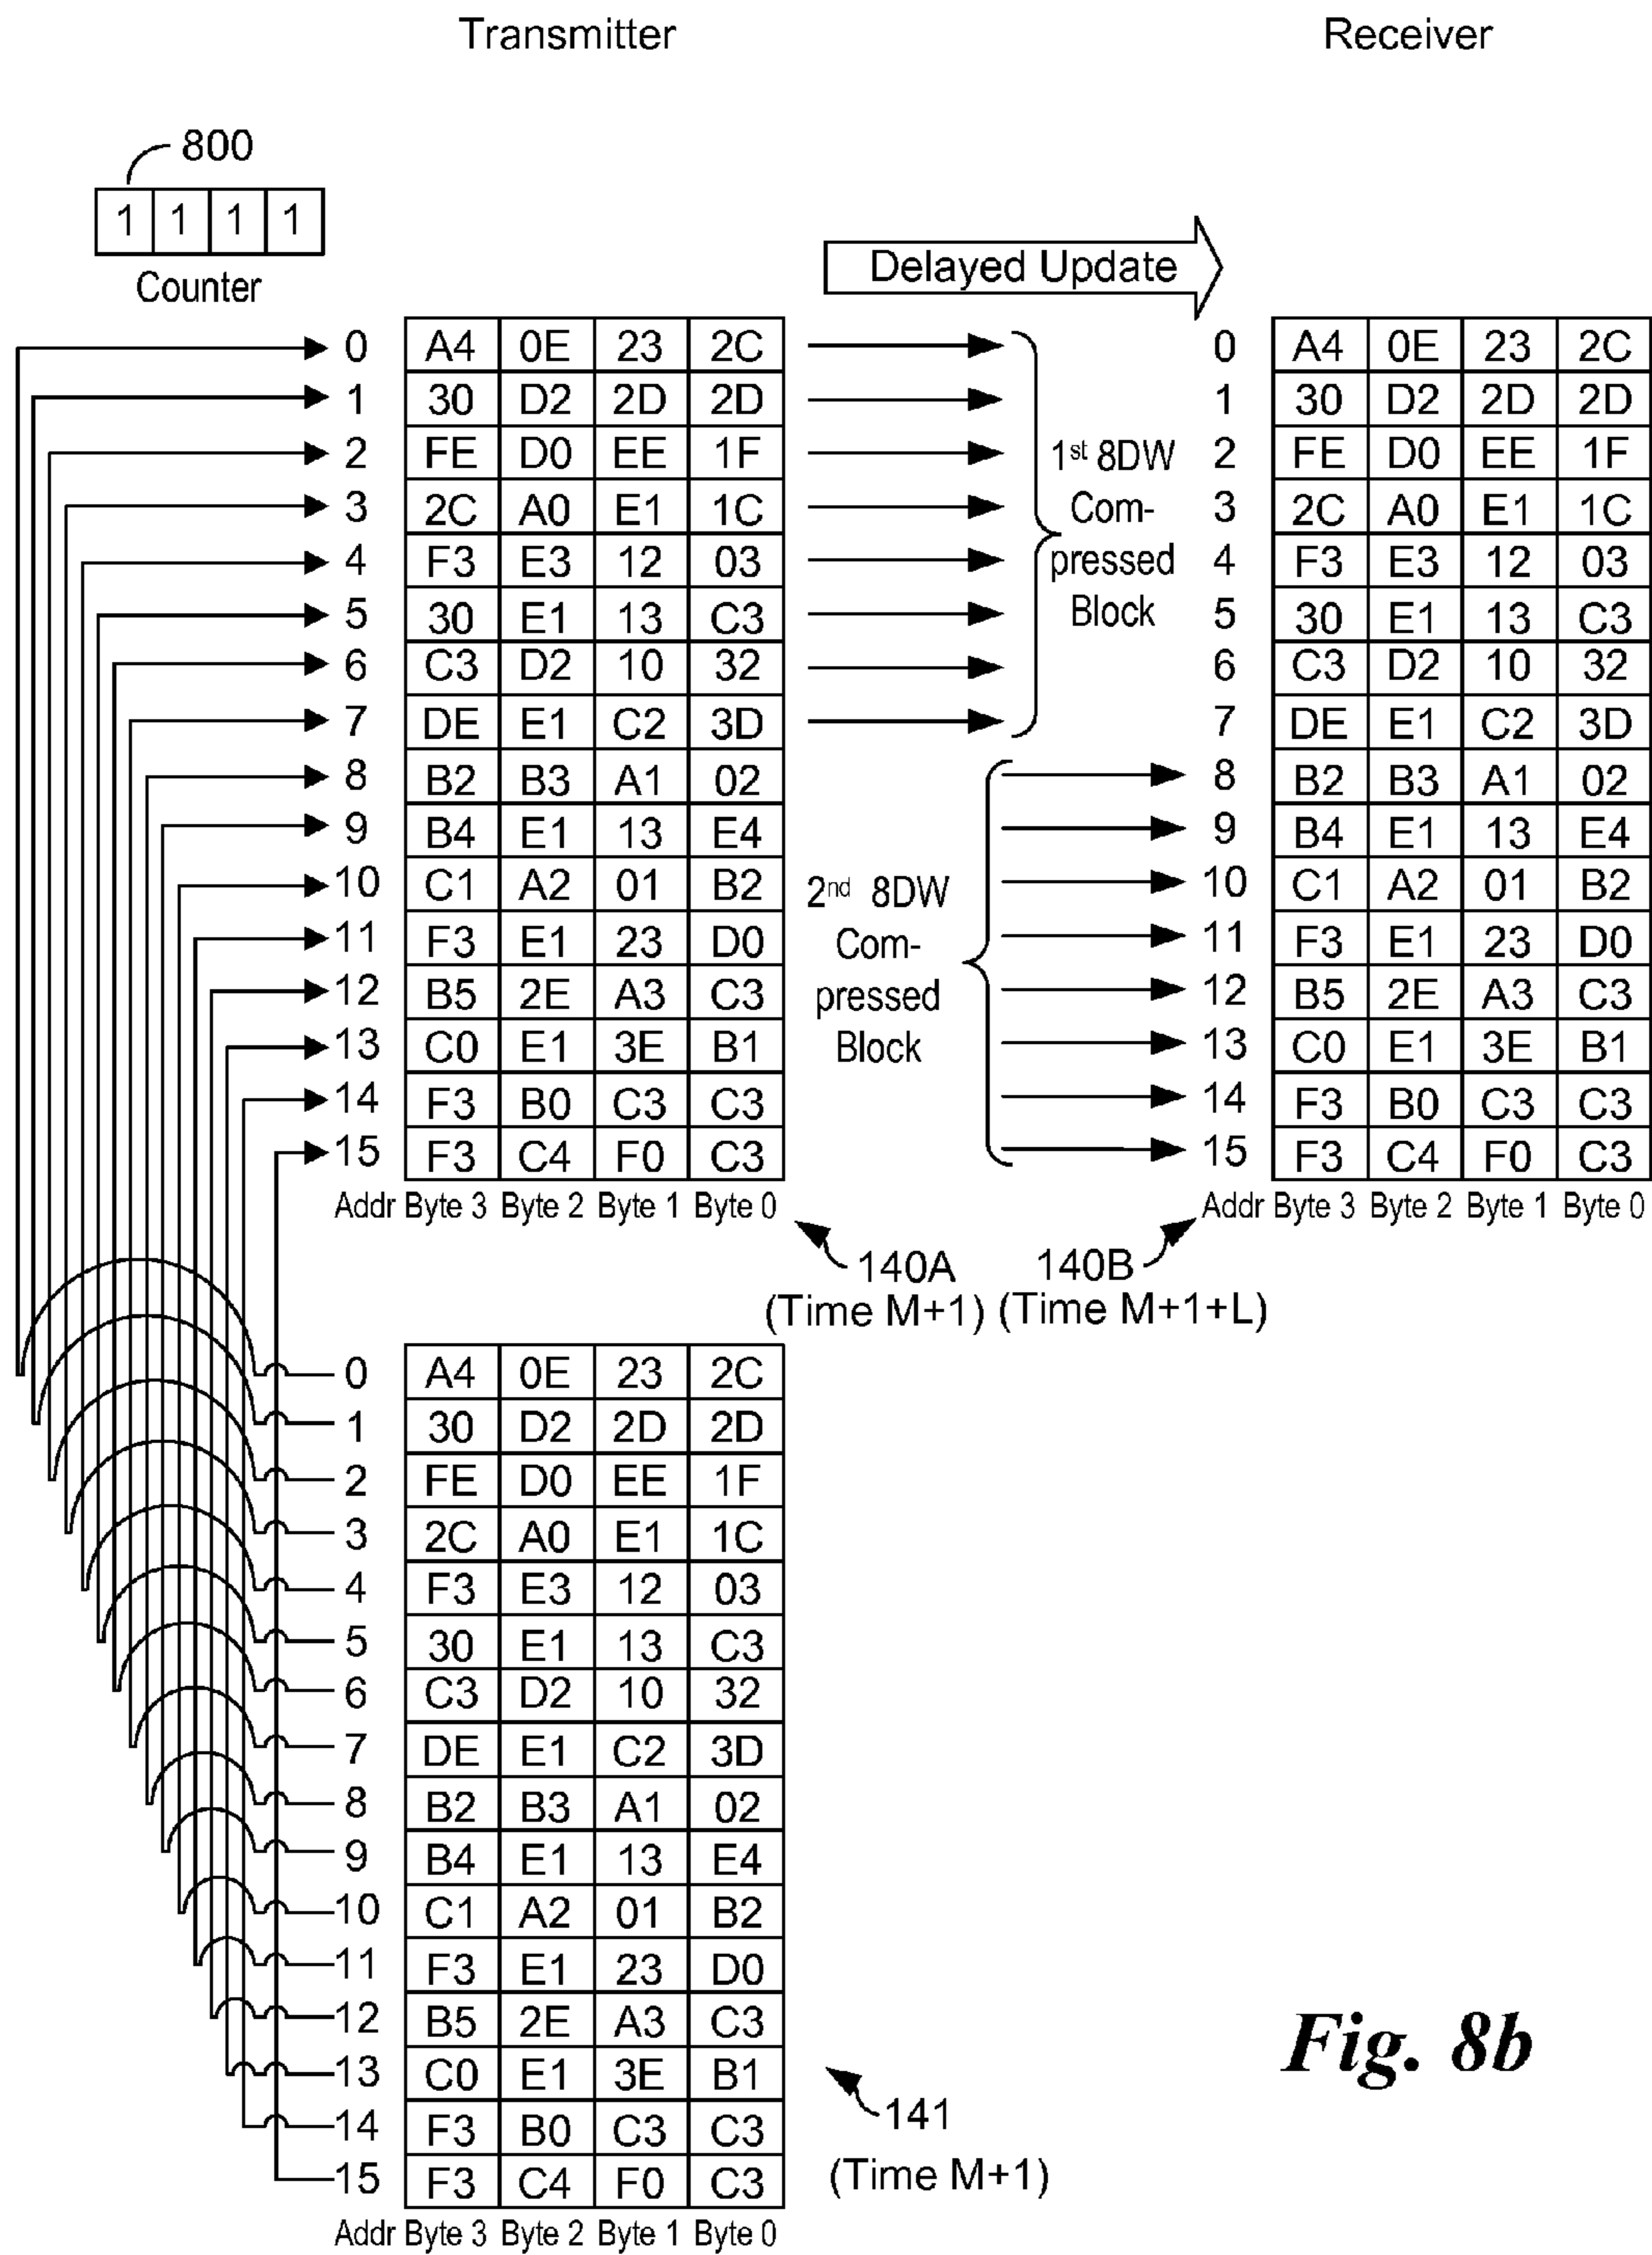 Transmitter Receiver
800
1 1 1 1
Counter
Delayed Update
0 A4 0E 23 2C 0 A4 0E 23 2C
1 30 D2 2D 2D 1 30 D2 2D 2D
2 FE D0 EE 1F 1st 8DW 2 FE D0 EE 1F
3 2C A0 E1 1C Com- 3 2C A0 E1 1C
4 F3 E3 12 03 pressed 4 F3 E3 12 03
5 30 E1 13 C3 Block 5 30 E1 13 C3
6 C3 D2 10 32 6 C3 D2 10 32
7 DE E1 C2 3D 7 DE E1 C2 3D
8 B2 B3 A1 02 8 B2 B3 A1 02
9 B4 E1 13 E4 9 B4 E1 13 E4
10 C1 A2 01 B2 2nd 8DW 10 C1 A2 01 B2
11 F3 E1 23 D0 Com- 11 F3 E1 23 D0
12 B5 2E A3 C3 pressed 12 B5 2E A3 C3
13 C0 E1 3E B1 Block 13 C0 E1 3E B1
14 F3 B0 C3 C3 14 F3 B0 C3 C3
15 F3 C4 F0 C3 15 F3 C4 F0 C3
Addr Byte 3 Byte 2 Byte 1 Byte 0 Addr Byte 3 Byte 2 Byte 1 Byte 0
140A 140B
(Time M+1) (Time M+1+L)
0 A4 0E 23 2C
1 30 D2 2D 2D
2 FE D0 EE 1F
3 2C A0 E1 1C
4 F3 E3 12 03
5 30 E1 13 C3
6 C3 D2 10 32
7 DE E1 C2 3D
8 B2 B3 A1 02
9 B4 E1 13 E4
10 C1 A2 01 B2
11 F3 E1 23 D0
12 B5 2E A3 C3
13 C0 E1 3E B1
14 F3 B0 C3 C3
15 F3 C4 F0 C3
Addr Byte 3 Byte 2 Byte 1 Byte 0
141
(Time M+1)
Fig. 8b